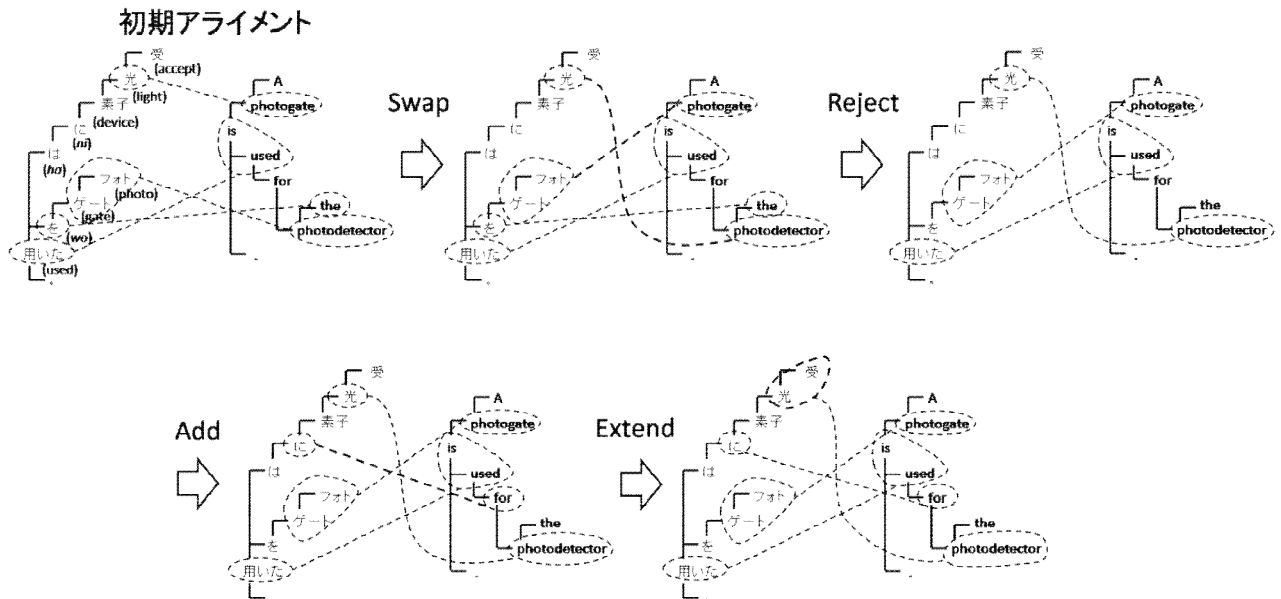 初期アライメント
受
(accept)
光
(light)
素子
(device)
に
(ni)
は
(ha)
フォト
(photo)
ゲート
(gate)
を
(wo)
用いた
(used)
。
A
photogate
is
used
for
the
photodetector
.
Swap
受
光
素子
に
は
フォト
ゲート
を
用いた
。
A
photogate
is
used
for
the
photodetector
.
Reject
受
光
素子
に
は
フォト
ゲート
を
用いた
。
A
photogate
is
used
for
the
photodetector
.
Add
受
光
素子
に
は
フォト
ゲート
を
用いた
。
A
photogate
is
used
for
the
photodetector
.
Extend
受
光
素子
に
は
フォト
ゲート
を
用いた
。
A
photogate
is
used
for
the
photodetector
.